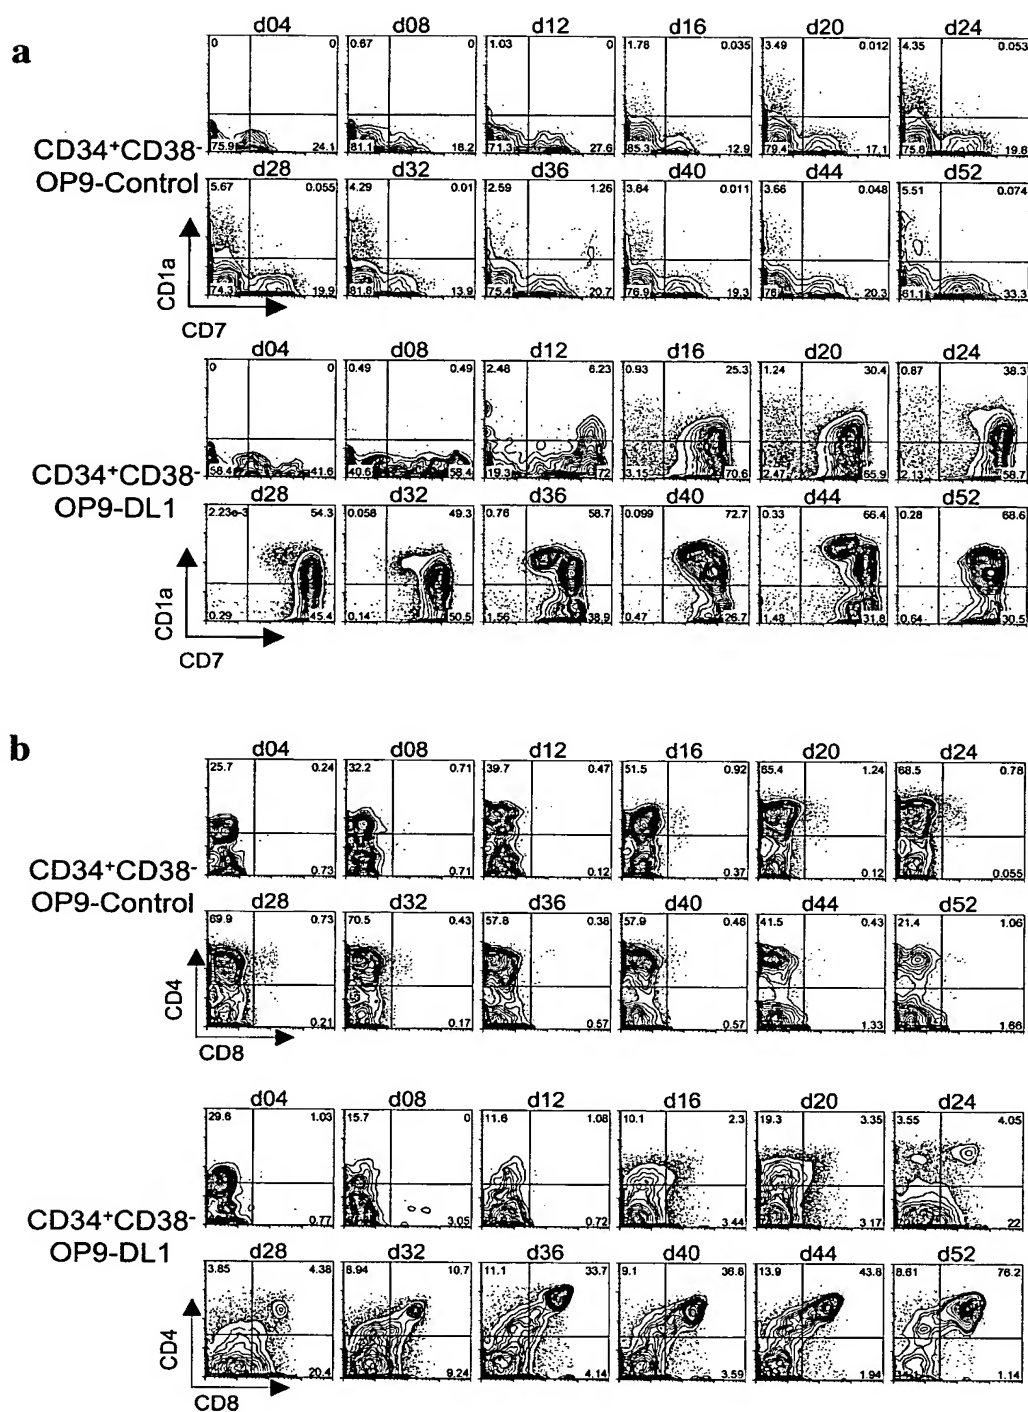 a
d04 d08 d12 d16 d20 d24
0 0 0.67 0 1.03 0 1.78 0.035 3.49 0.012 4.35 0.053
CD34+CD38-
OP9-Control
75.9 24.1 81.1 18.2 71.3 27.6 85.3 12.9 79.4 17.1 75.8 19.8
d28 d32 d36 d40 d44 d52
5.67 0.055 4.29 0.01 2.59 1.26 3.84 0.011 3.66 0.048 5.51 0.074
CD1a
74.3 19.9 81.8 13.9 75.4 20.7 76.9 19.3 76 20.3 61.1 33.3
CD7
d04 d08 d12 d16 d20 d24
0 0 0.49 0.49 2.48 6.23 0.93 25.3 1.24 30.4 0.87 38.3
CD34+CD38-
OP9-DL1
58.4 41.6 40.6 58.4 19.3 72 3.15 70.6 2.47 65.9 2.13 58.7
d28 d32 d36 d40 d44 d52
2.23e-3 54.3 0.058 49.3 0.76 58.7 0.099 72.7 0.33 66.4 0.28 68.6
CD1a
0.29 45.4 0.14 50.5 1.56 38.9 0.47 26.7 1.48 31.8 0.64 30.5
CD7
b
d04 d08 d12 d16 d20 d24
25.7 0.24 32.2 0.71 39.7 0.47 51.5 0.92 65.4 1.24 68.5 0.78
CD34+CD38-
OP9-Control
0.73 0.71 0.12 0.37 0.12 0.055
d28 d32 d36 d40 d44 d52
69.9 0.73 70.5 0.43 57.8 0.38 57.9 0.46 41.5 0.43 21.4 1.06
CD4
0.21 0.17 0.57 0.57 1.33 1.66
CD8
d04 d08 d12 d16 d20 d24
29.6 1.03 15.7 0 11.6 1.08 10.1 2.3 19.3 3.35 3.55 4.05
CD34+CD38-
OP9-DL1
0.77 3.05 0.72 3.44 3.17 22
d28 d32 d36 d40 d44 d52
3.85 4.38 8.94 10.7 11.1 33.7 9.1 36.8 13.9 43.8 8.61 76.2
CD4
20.4 9.24 4.14 3.59 1.94 1.14
CD8